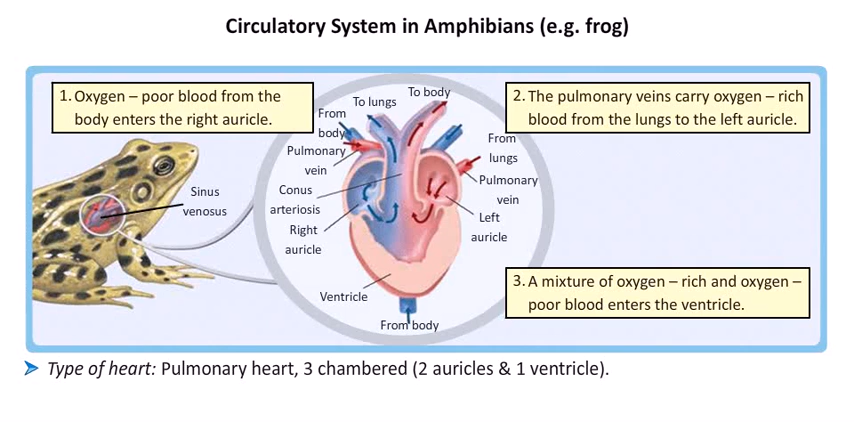 Circulatory System in Amphibians (e.g. frog)
1. Oxygen – poor blood from the
body enters the right auricle.
2. The pulmonary veins carry oxygen – rich
blood from the lungs to the left auricle.
To body
To lungs
From
body
Pulmonary
vein
From
lungs
Pulmonary
vein
Sinus
venosus
Conus
arteriosis
Left
auricle
Right
auricle
Ventricle
From body
3. A mixture of oxygen – rich and oxygen –
poor blood enters the ventricle.
Type of heart: Pulmonary heart, 3 chambered (2 auricles & 1 ventricle).